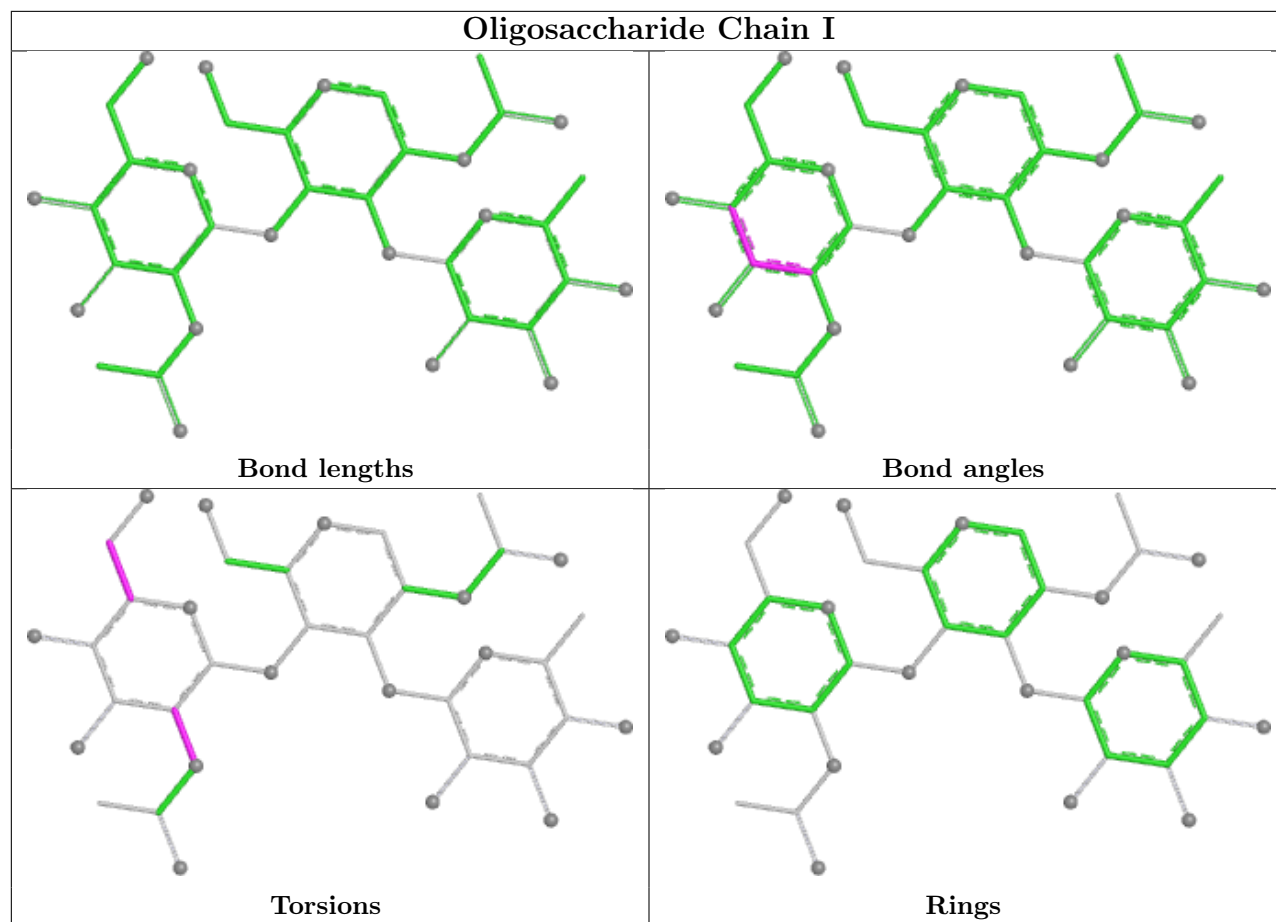 Oligosaccharide Chain I
Bond lengths
Bond angles
Torsions
Rings